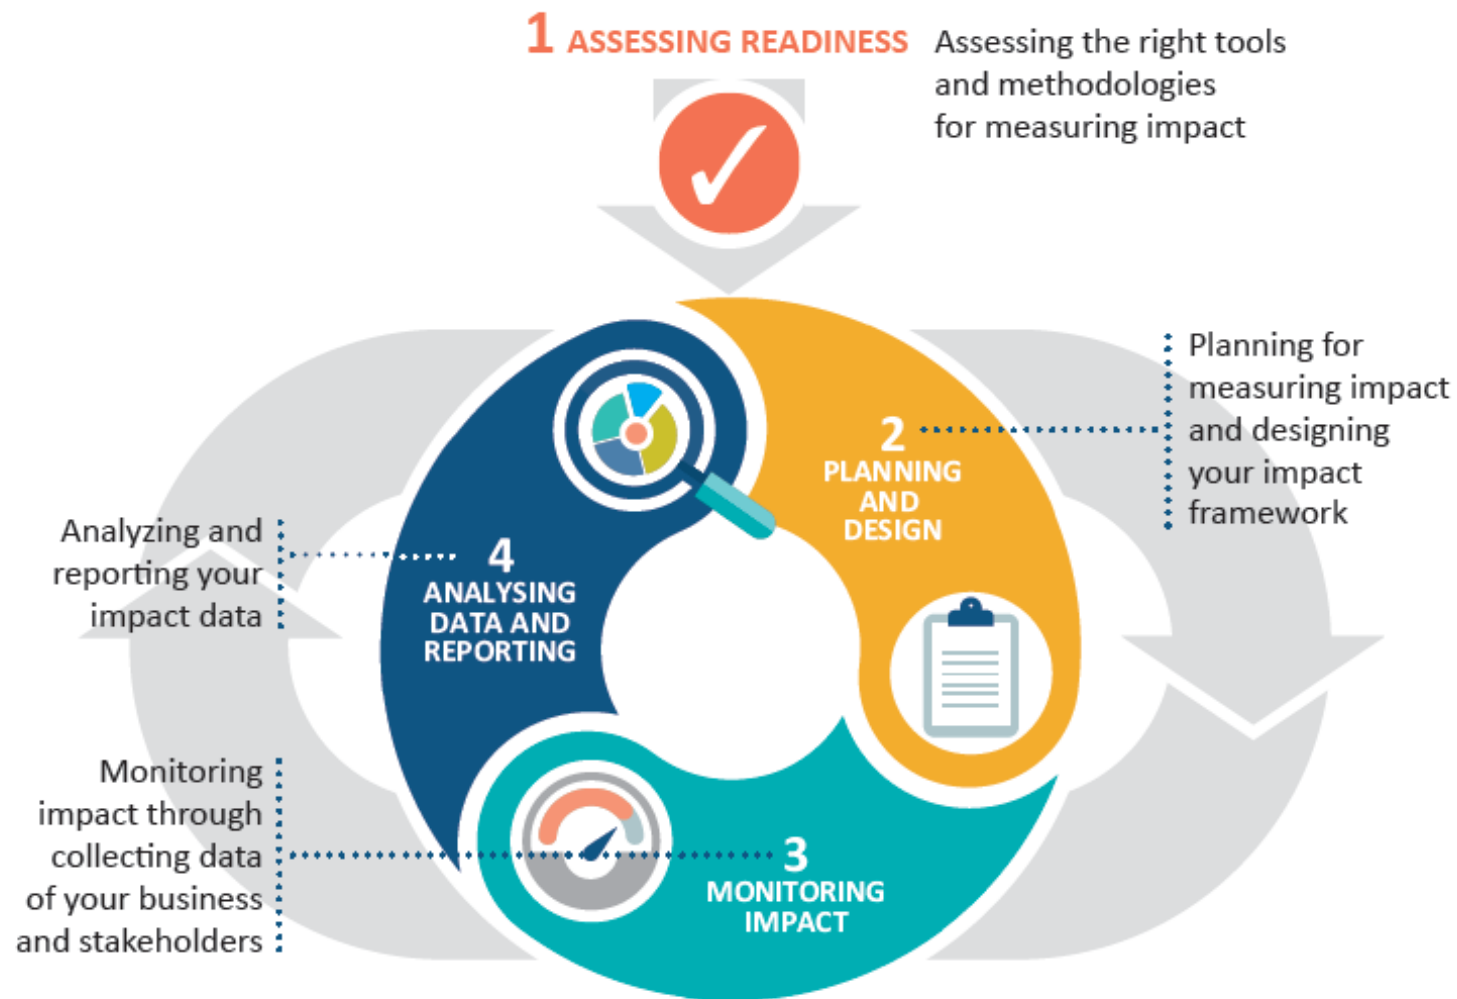 1 ASSESSING READINESS
Assessing the right tools
and methodologies
for measuring impact
2
PLANNING
AND
DESIGN
Planning for
measuring impact
and designing
your impact
framework
3
MONITORING
IMPACT
Monitoring
impact through
collecting data
of your business
and stakeholders
4
ANALYSING
DATA AND
REPORTING
Analyzing and
reporting your
impact data